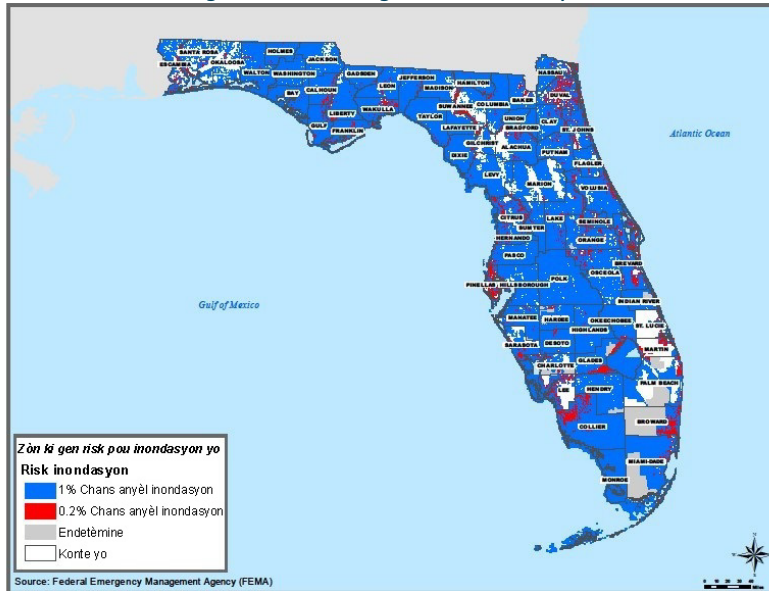 SANTA ROSA
HOLMES
JACKSON
ESCAMBIA
OKALOOSA
WALTON
WASHINGTON
GADSDEN
BAY
CALHOUN
LEON
JEFFERSON
MADISON
HAMILTON
NASSAU
LIBERTY
WAKULLA
SUWANNEE
COLUMBIA
BAKER
DUVAL
GULF
FRANKLIN
TAYLOR
LAFAYETTE
UNION
BRADFORD
CLAY
ST. JOHNS
Atlantic Ocean
GILCHRIST
ALACHUA
PUTNAM
DIXIE
FLAGLER
LEVY
MARION
VOLUSIA
CITRUS
LAKE
SEMINOLE
SUMTER
HERNANDO
ORANGE
PASCO
BREVARD
OSCEOLA
POLK
PINELLAS
HILLSBOROUGH
INDIAN RIVER
Gulf of Mexico
MANATEE
HARDEE
OKEECHOBEE
ST. LUCIE
HIGHLANDS
SARASOTA
DESOTO
MARTIN
CHARLOTTE
GLADES
LEE
HENDRY
PALM BEACH
COLLIER
BROWARD
MIAMI-DADE
MONROE
Zòn ki gen risk pou inondasyon yo
Risk inondasyon
1% Chans anyèl inondasyon
0.2% Chans anyèl inondasyon
Endetèmine
Konte yo
Source: Federal Emergency Management Agency (FEMA)
Miles